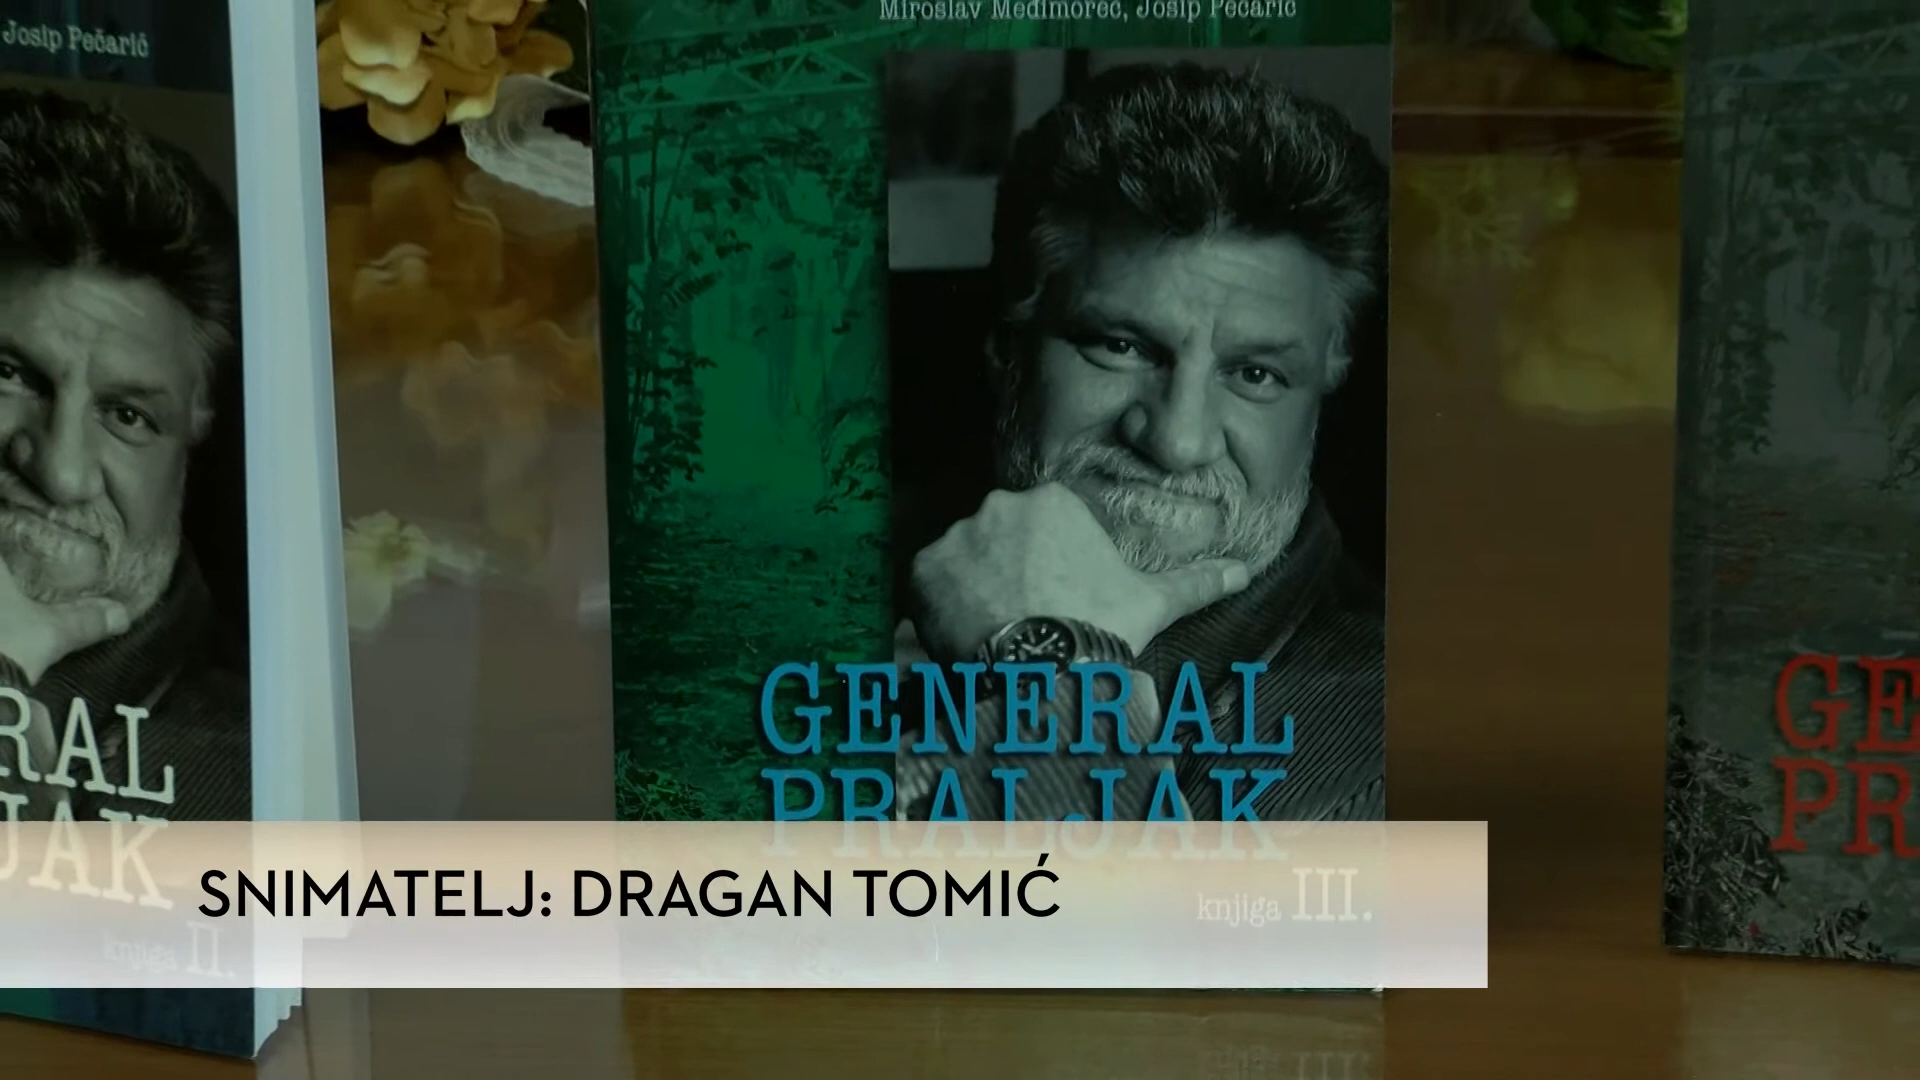 Josip Pečarić
RAL
JAK
knjiga II.
Miroslav Međimorec, Josip Pečarić
GENERAL
PRALJAK
knjiga III.
GE
PR
SNIMATELJ: DRAGAN TOMIĆ